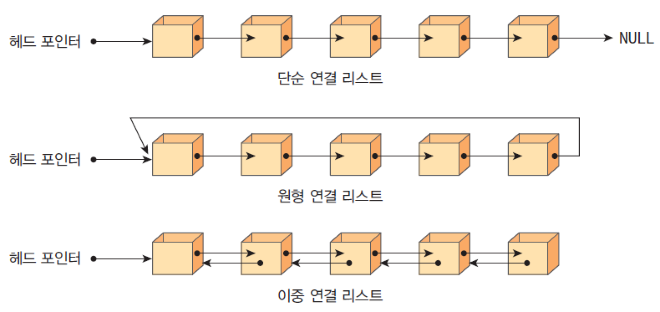 헤드 포인터
NULL
단순 연결 리스트
헤드 포인터
원형 연결 리스트
헤드 포인터
이중 연결 리스트